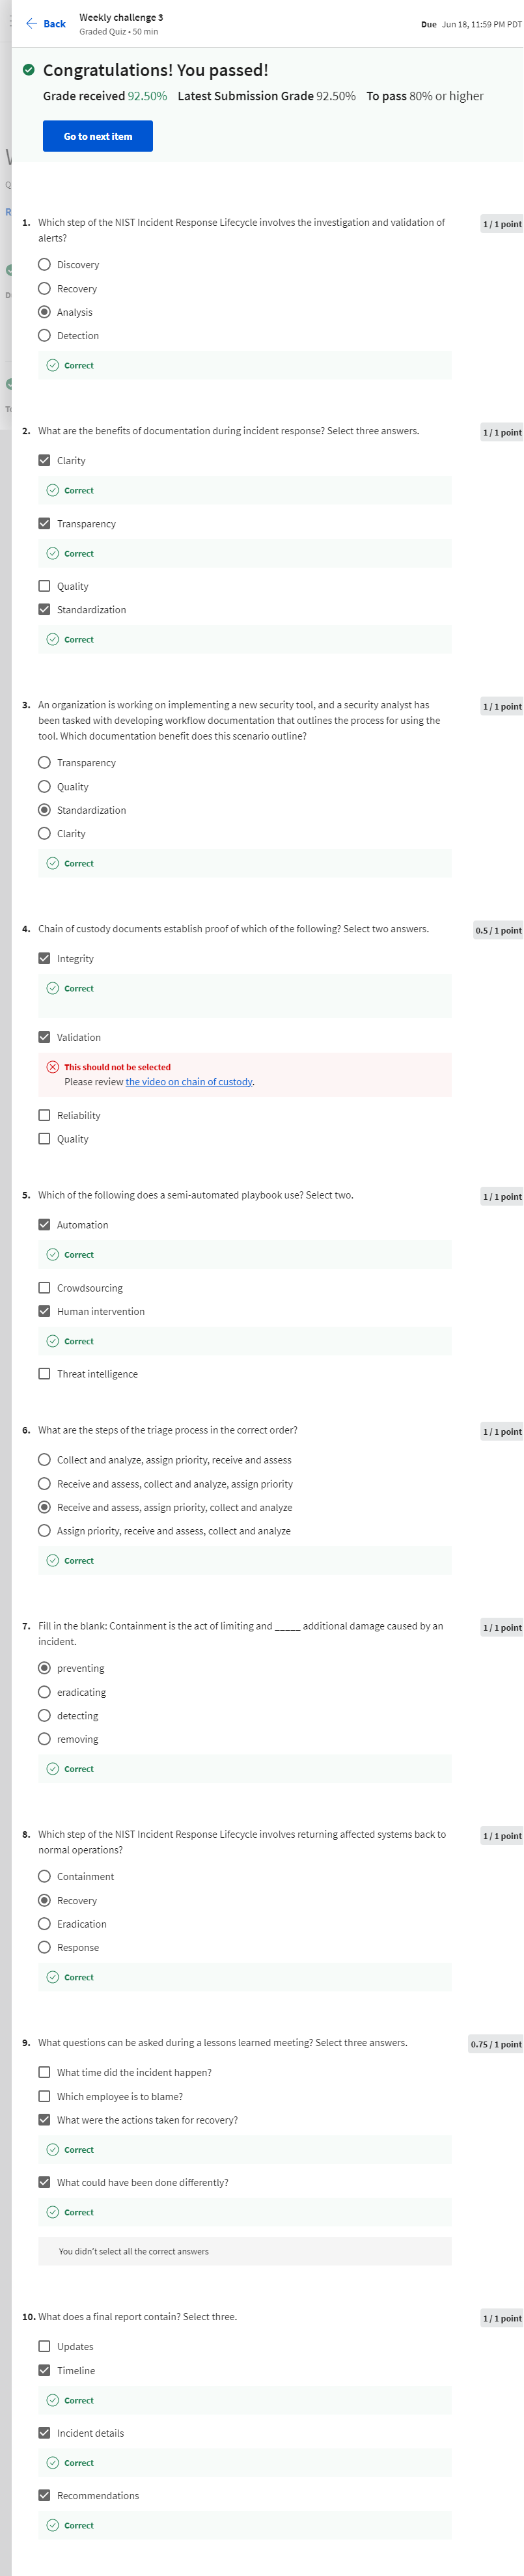 Back
Weekly challenge 3
Graded Quiz • 50 min
Due Jun 18, 11:59 PM PDT
Congratulations! You passed!
Grade received 92.50% Latest Submission Grade 92.50% To pass 80% or higher
Go to next item
1. Which step of the NIST Incident Response Lifecycle involves the investigation and validation of
alerts?
1 / 1 point
Discovery
Recovery
Analysis
Detection
Correct
2. What are the benefits of documentation during incident response? Select three answers.
1 / 1 point
Clarity
Correct
Transparency
Correct
Quality
Standardization
Correct
3. An organization is working on implementing a new security tool, and a security analyst has
been tasked with developing workflow documentation that outlines the process for using the
tool. Which documentation benefit does this scenario outline?
1 / 1 point
Transparency
Quality
Standardization
Clarity
Correct
4. Chain of custody documents establish proof of which of the following? Select two answers.
0.5 / 1 point
Integrity
Correct
Validation
This should not be selected
Please review the video on chain of custody.
Reliability
Quality
5. Which of the following does a semi-automated playbook use? Select two.
1 / 1 point
Automation
Correct
Crowdsourcing
Human intervention
Correct
Threat intelligence
6. What are the steps of the triage process in the correct order?
1 / 1 point
Collect and analyze, assign priority, receive and assess
Receive and assess, collect and analyze, assign priority
Receive and assess, assign priority, collect and analyze
Assign priority, receive and assess, collect and analyze
Correct
7. Fill in the blank: Containment is the act of limiting and _____ additional damage caused by an
incident.
1 / 1 point
preventing
eradicating
detecting
removing
Correct
8. Which step of the NIST Incident Response Lifecycle involves returning affected systems back to
normal operations?
1 / 1 point
Containment
Recovery
Eradication
Response
Correct
9. What questions can be asked during a lessons learned meeting? Select three answers.
0.75 / 1 point
What time did the incident happen?
Which employee is to blame?
What were the actions taken for recovery?
Correct
What could have been done differently?
Correct
You didn't select all the correct answers
10. What does a final report contain? Select three.
1 / 1 point
Updates
Timeline
Correct
Incident details
Correct
Recommendations
Correct